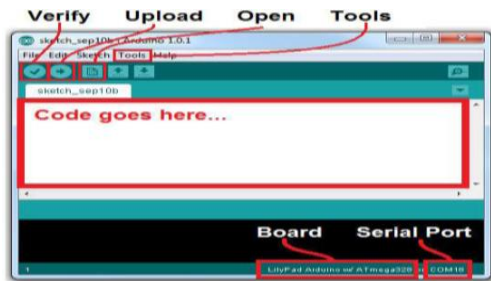 Verify Upload Open Tools
sketch_sep10b | Arduino 1.0.1
File Edit Sketch Tools Help
sketch_sep10b
Code goes here...
Board Serial Port
1 LilyPad Arduino w/ ATmega328 on COM16